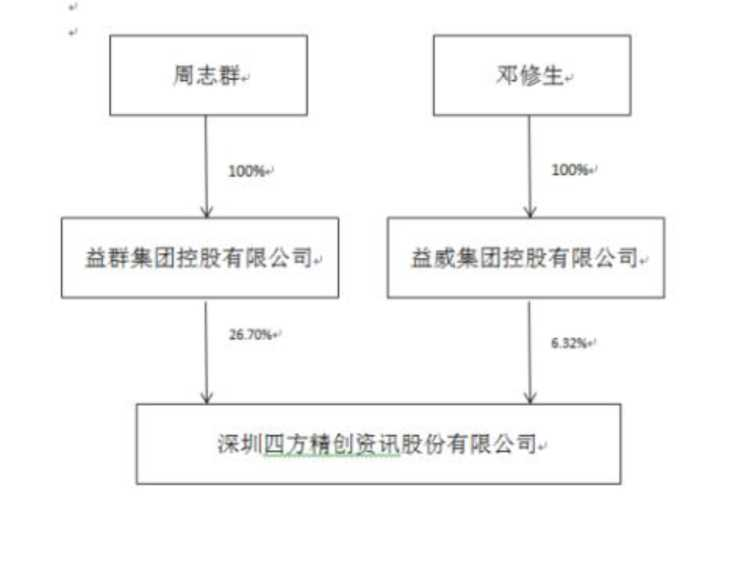 周志群
邓修生
100%
100%
益群集团控股有限公司
益威集团控股有限公司
26.70%
6.32%
深圳四方精创资讯股份有限公司